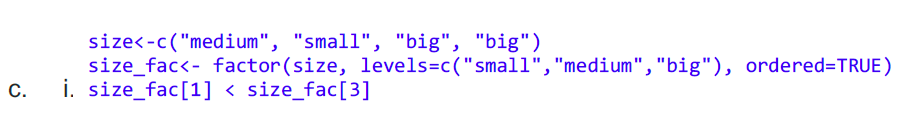 size<-c("medium", "small", "big", "big")
size_fac<- factor(size, levels=c("small","medium","big"), ordered=TRUE)
c. i. size_fac[1] < size_fac[3]